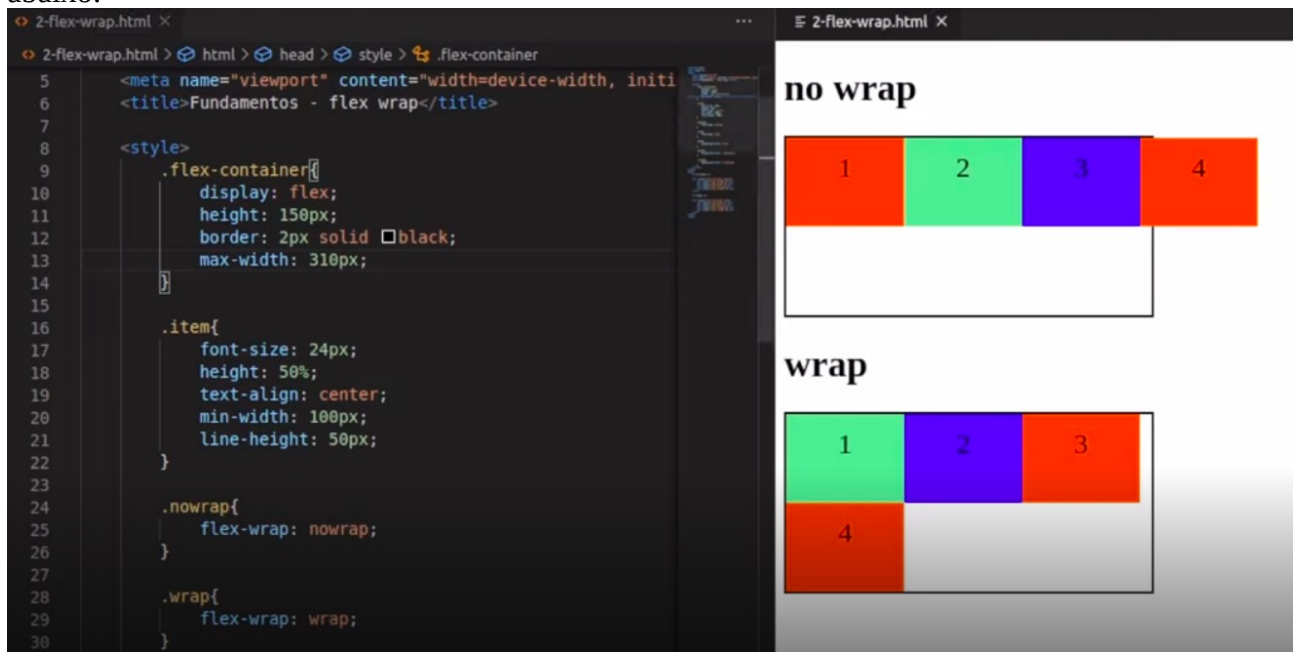 abaixo:
2-flex-wrap.html ×
2-flex-wrap.html > html > head > style > .flex-container
5 <meta name="viewport" content="width=device-width, initi
6 <title>Fundamentos - flex wrap</title>
7
8 <style>
9 .flex-container{
10 display: flex;
11 height: 150px;
12 border: 2px solid black;
13 max-width: 310px;
14 }
15
16 .item{
17 font-size: 24px;
18 height: 50%;
19 text-align: center;
20 min-width: 100px;
21 line-height: 50px;
22 }
23
24 .nowrap{
25 flex-wrap: nowrap;
26 }
27
28 .wrap{
29 flex-wrap: wrap;
30 }
2-flex-wrap.html ×
no wrap
1 2 3 4
wrap
1 2 3
4